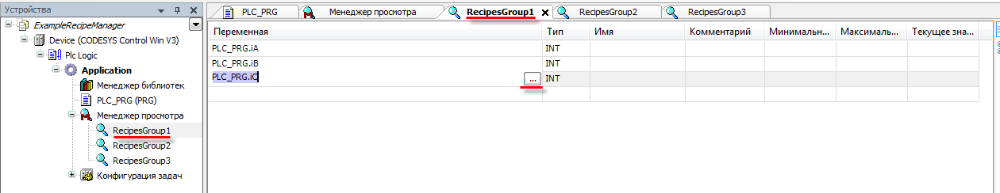 Устройства
ExampleRecipeManager
Device (CODESYS Control Win V3)
Plc Logic
Application
Менеджер библиотек
PLC_PRG (PRG)
Менеджер просмотра
RecipesGroup1
RecipesGroup2
RecipesGroup3
Конфигурация задач
PLC_PRG Менеджер просмотра RecipesGroup1 RecipesGroup2 RecipesGroup3
Переменная Тип Имя Комментарий Минимальн... Максималь... Текущее зна...
PLC_PRG.iA INT
PLC_PRG.iB INT
PLC_PRG.iC ... INT